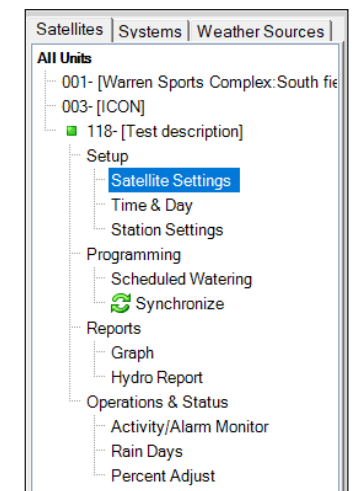 Satellites Systems Weather Sources
All Units
001- [Warren Sports Complex:South fie
003- [ICON]
118- [Test description]
Setup
Satellite Settings
Time & Day
Station Settings
Programming
Scheduled Watering
Synchronize
Reports
Graph
Hydro Report
Operations & Status
Activity/Alarm Monitor
Rain Days
Percent Adjust